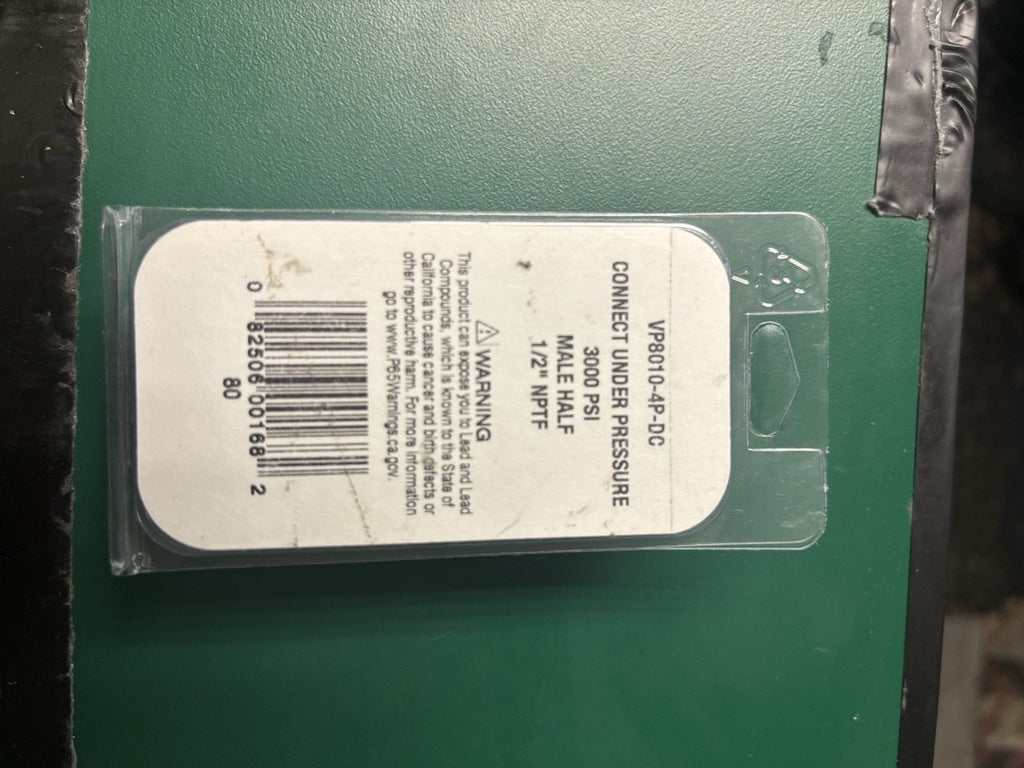 VP8010-4P-DC
CONNECT UNDER PRESSURE
3000 PSI
MALE HALF
1/2" NPTF
⚠ WARNING
This product can expose you to Lead and Lead
Compounds, which is known to the State of
California to cause cancer and birth defects or
other reproductive harm. For more information
go to www.P65Warnings.ca.gov.
0 82506 00168 2
80